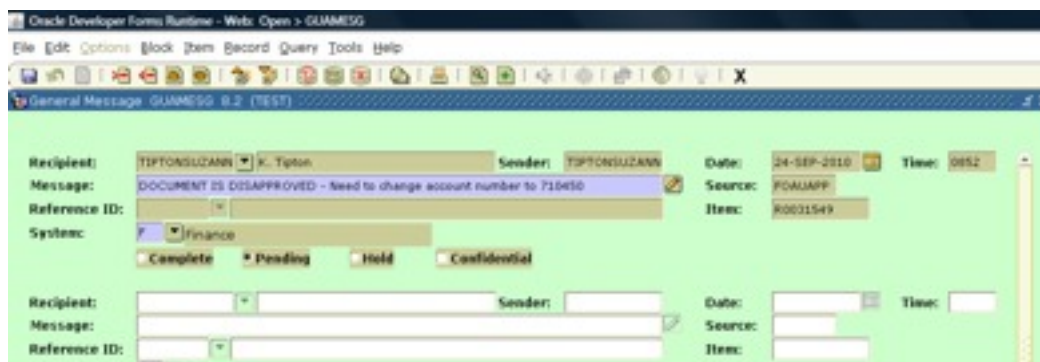 Oracle Developer Forms Runtime - Web: Open > GUAMESG
File Edit Options Block Item Record Query Tools Help
General Message GUAMESG 8.2 (TEST)
Recipient: TIPTONSUZANN K. Tipton Sender: TIPTONSUZANN Date: 24-SEP-2010 Time: 0852
Message: DOCUMENT IS DISAPPROVED - Need to change account number to 710450 Source: FOAUAPP
Reference ID: Item: R0031549
System: F Finance
Complete Pending Hold Confidential
Recipient: Sender: Date: Time:
Message: Source:
Reference ID: Item: